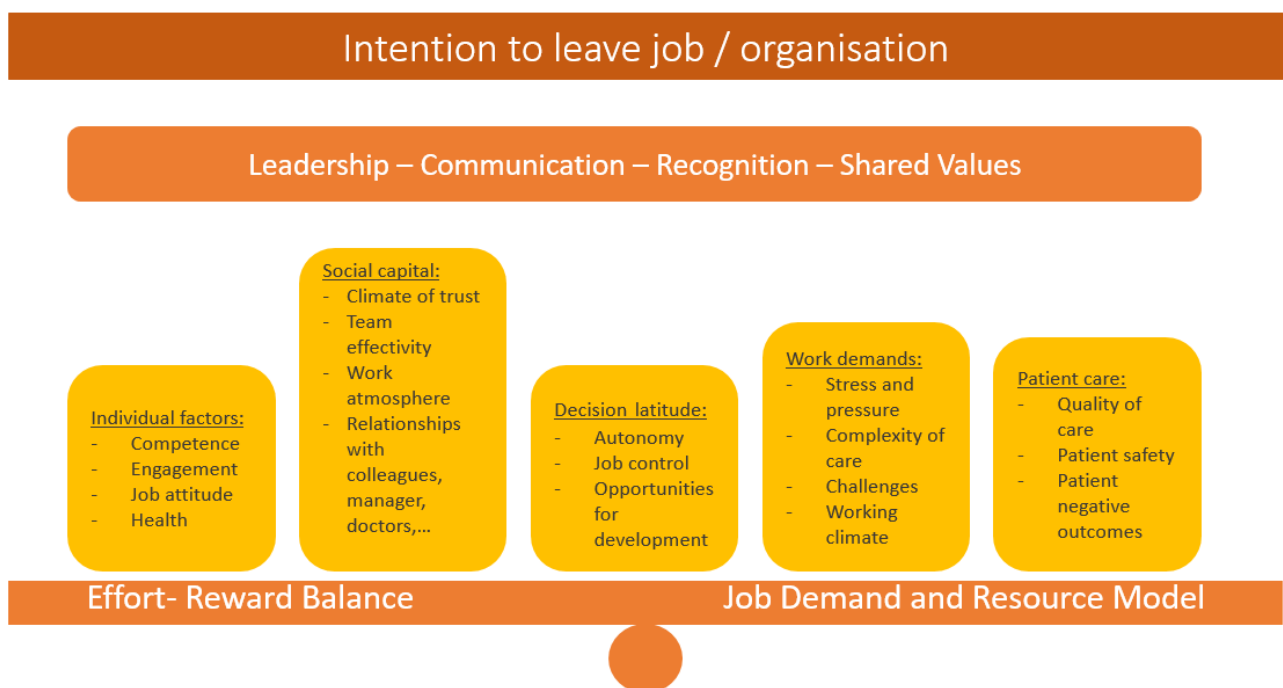 Intention to leave job / organisation
Leadership – Communication – Recognition – Shared Values
Individual factors:
- Competence
- Engagement
- Job attitude
- Health
Social capital:
- Climate of trust
- Team
effectivity
- Work
atmosphere
- Relationships
with
colleagues,
manager,
doctors,...
Decision latitude:
- Autonomy
- Job control
- Opportunities
for
development
Work demands:
- Stress and
pressure
- Complexity of
care
- Challenges
- Working
climate
Patient care:
- Quality of
care
- Patient safety
- Patient
negative
outcomes
Effort- Reward Balance
Job Demand and Resource Model